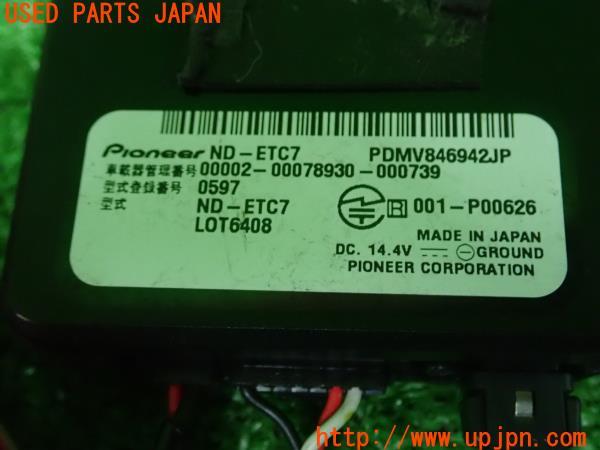 USED PARTS JAPAN
Pioneer ND-ETC7 PDMV846942JP
車載器管理番号 00002-00078930-000739
型式登録番号 0597
型式 ND-ETC7 R 001-P00626
LOT6408
MADE IN JAPAN
DC. 14.4V GROUND
PIONEER CORPORATION
UPJ
http://www.upjpn.com